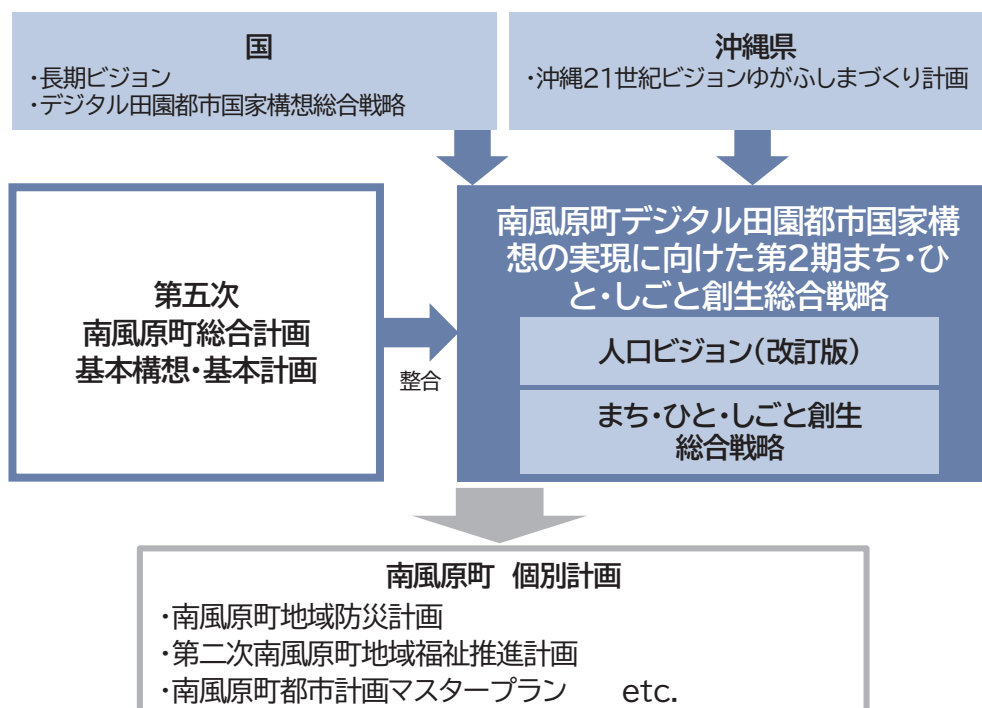 国
・長期ビジョン
・デジタル田園都市国家構想総合戦略
沖縄県
・沖縄21世紀ビジョンゆがふしまづくり計画
第五次
南風原町総合計画
基本構想・基本計画
整合
南風原町デジタル田園都市国家構
想の実現に向けた第2期まち・ひ
と・しごと創生総合戦略
人口ビジョン(改訂版)
まち・ひと・しごと創生
総合戦略
南風原町 個別計画
・南風原町地域防災計画
・第二次南風原町地域福祉推進計画
・南風原町都市計画マスタープラン etc.